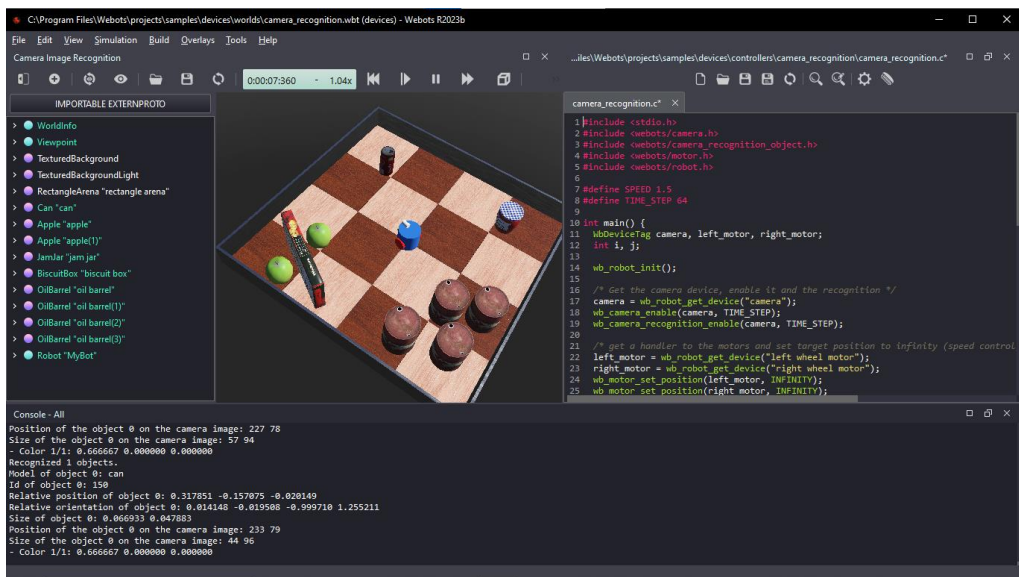 C:\Program Files\Webots\projects\samples\devices\worlds\camera_recognition.wbt (devices) - Webots R2023b
File Edit View Simulation Build Overlays Tools Help
Camera Image Recognition
...iles\Webots\projects\samples\devices\controllers\camera_recognition\camera_recognition.c*
0:00:07:360 - 1.04x
IMPORTABLE EXTERNPROTO
WorldInfo
Viewpoint
TexturedBackground
TexturedBackgroundLight
RectangleArena "rectangle arena"
Can "can"
Apple "apple"
Apple "apple(1)"
JamJar "jam jar"
BiscuitBox "biscuit box"
OilBarrel "oil barrel"
OilBarrel "oil barrel(1)"
OilBarrel "oil barrel(2)"
OilBarrel "oil barrel(3)"
Robot "MyBot"
camera_recognition.c*
1 #include <stdio.h>
2 #include <webots/camera.h>
3 #include <webots/camera_recognition_object.h>
4 #include <webots/motor.h>
5 #include <webots/robot.h>
6
7 #define SPEED 1.5
8 #define TIME_STEP 64
9
10 int main() {
11 WbDeviceTag camera, left_motor, right_motor;
12 int i, j;
13
14 wb_robot_init();
15
16 /* Get the camera device, enable it and the recognition */
17 camera = wb_robot_get_device("camera");
18 wb_camera_enable(camera, TIME_STEP);
19 wb_camera_recognition_enable(camera, TIME_STEP);
20
21 /* get a handler to the motors and set target position to infinity (speed control
22 left_motor = wb_robot_get_device("left wheel motor");
23 right_motor = wb_robot_get_device("right wheel motor");
24 wb_motor_set_position(left_motor, INFINITY);
25 wb_motor_set_position(right_motor, INFINITY);
Console - All
Position of the object 0 on the camera image: 227 78
Size of the object 0 on the camera image: 57 94
- Color 1/1: 0.666667 0.000000 0.000000
Recognized 1 objects.
Model of object 0: can
Id of object 0: 150
Relative position of object 0: 0.317851 -0.157075 -0.020149
Relative orientation of object 0: 0.014148 -0.019508 -0.999710 1.255211
Size of object 0: 0.066933 0.047883
Position of the object 0 on the camera image: 233 79
Size of the object 0 on the camera image: 44 96
- Color 1/1: 0.666667 0.000000 0.000000